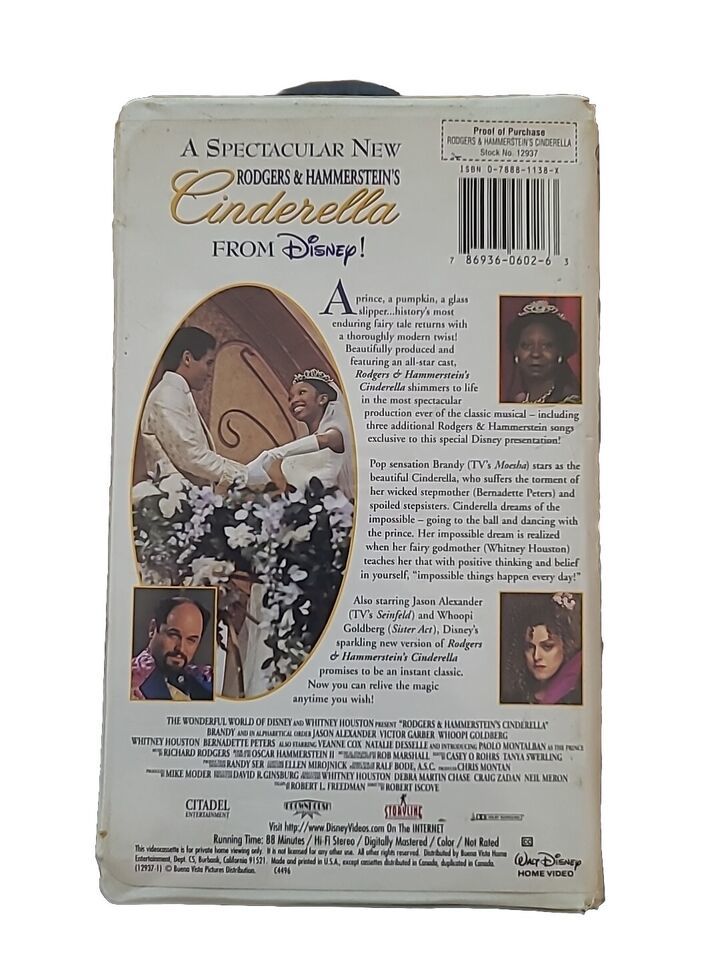 A SPECTACULAR NEW
RODGERS & HAMMERSTEIN'S
Cinderella
FROM Disney!
Proof of Purchase
RODGERS & HAMMERSTEIN'S CINDERELLA
Stock No. 12937
ISBN 0-7888-1138-X
7 86936-0602-6 3
A prince, a pumpkin, a glass
slipper...history's most
enduring fairy tale returns with
a thoroughly modern twist!
Beautifully produced and
featuring an all-star cast,
Rodgers & Hammerstein's
Cinderella shimmers to life
in the most spectacular
production ever of the classic musical – including
three additional Rodgers & Hammerstein songs
exclusive to this special Disney presentation!
Pop sensation Brandy (TV's Moesha) stars as the
beautiful Cinderella, who suffers the torment of
her wicked stepmother (Bernadette Peters) and
spoiled stepsisters. Cinderella dreams of the
impossible – going to the ball and dancing with
the prince. Her impossible dream is realized
when her fairy godmother (Whitney Houston)
teaches her that with positive thinking and belief
in yourself, "impossible things happen every day!"
Also starring Jason Alexander
(TV's Seinfeld) and Whoopi
Goldberg (Sister Act), Disney's
sparkling new version of Rodgers
& Hammerstein's Cinderella
promises to be an instant classic.
Now you can relive the magic
anytime you wish!
THE WONDERFUL WORLD OF DISNEY AND WHITNEY HOUSTON PRESENT "RODGERS & HAMMERSTEIN'S CINDERELLA"
BRANDY AND IN ALPHABETICAL ORDER JASON ALEXANDER VICTOR GARBER WHOOPI GOLDBERG
WHITNEY HOUSTON BERNADETTE PETERS ALSO STARRING VEANNE COX NATALIE DESSELLE AND INTRODUCING PAOLO MONTALBAN AS THE PRINCE
RICHARD RODGERS OSCAR HAMMERSTEIN II ROB MARSHALL CASEY O ROHRS TANYA SWERLING
RANDY SER ELLEN MIROJNICK RALF BODE, A.S.C. CHRIS MONTAN
MIKE MODER DAVID R. GINSBURG WHITNEY HOUSTON DEBRA MARTIN CHASE CRAIG ZADAN NEIL MERON
ROBERT L. FREEDMAN ROBERT ISCOVE
CITADEL
ENTERTAINMENT
STORYLINE
Visit http://www.DisneyVideos.com On The INTERNET
Running Time: 88 Minutes / Hi-Fi Stereo / Digitally Mastered / Color / Not Rated
This videocassette is for private home viewing only. It is not licensed for any other use. All other rights reserved. Distributed by Buena Vista Home
Entertainment, Dept. CS, Burbank, California 91521. Made and printed in U.S.A., except cassettes distributed in Canada, duplicated in Canada.
(12937-1) © Buena Vista Pictures Distribution. C4496
CC
WALT DISNEY
HOME VIDEO